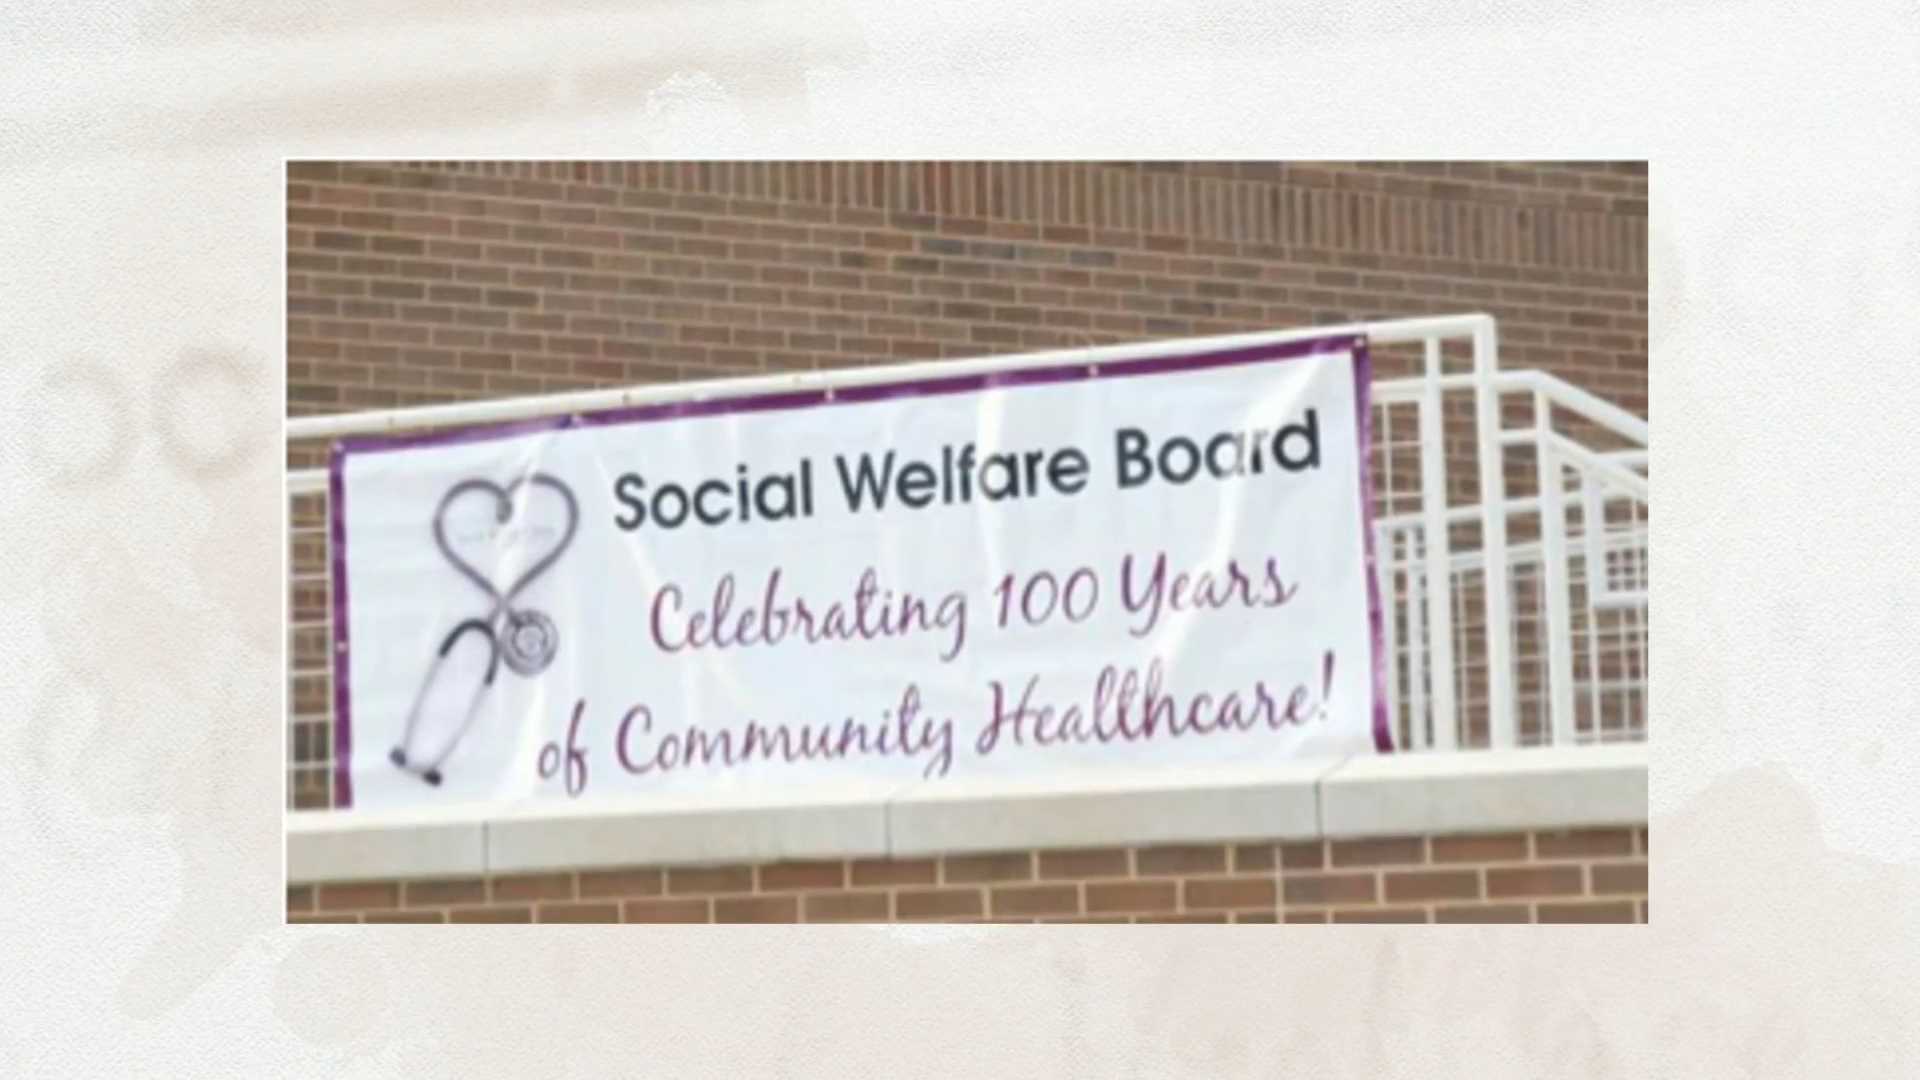 Social Welfare Board
Celebrating 100 Years
of Community Healthcare!